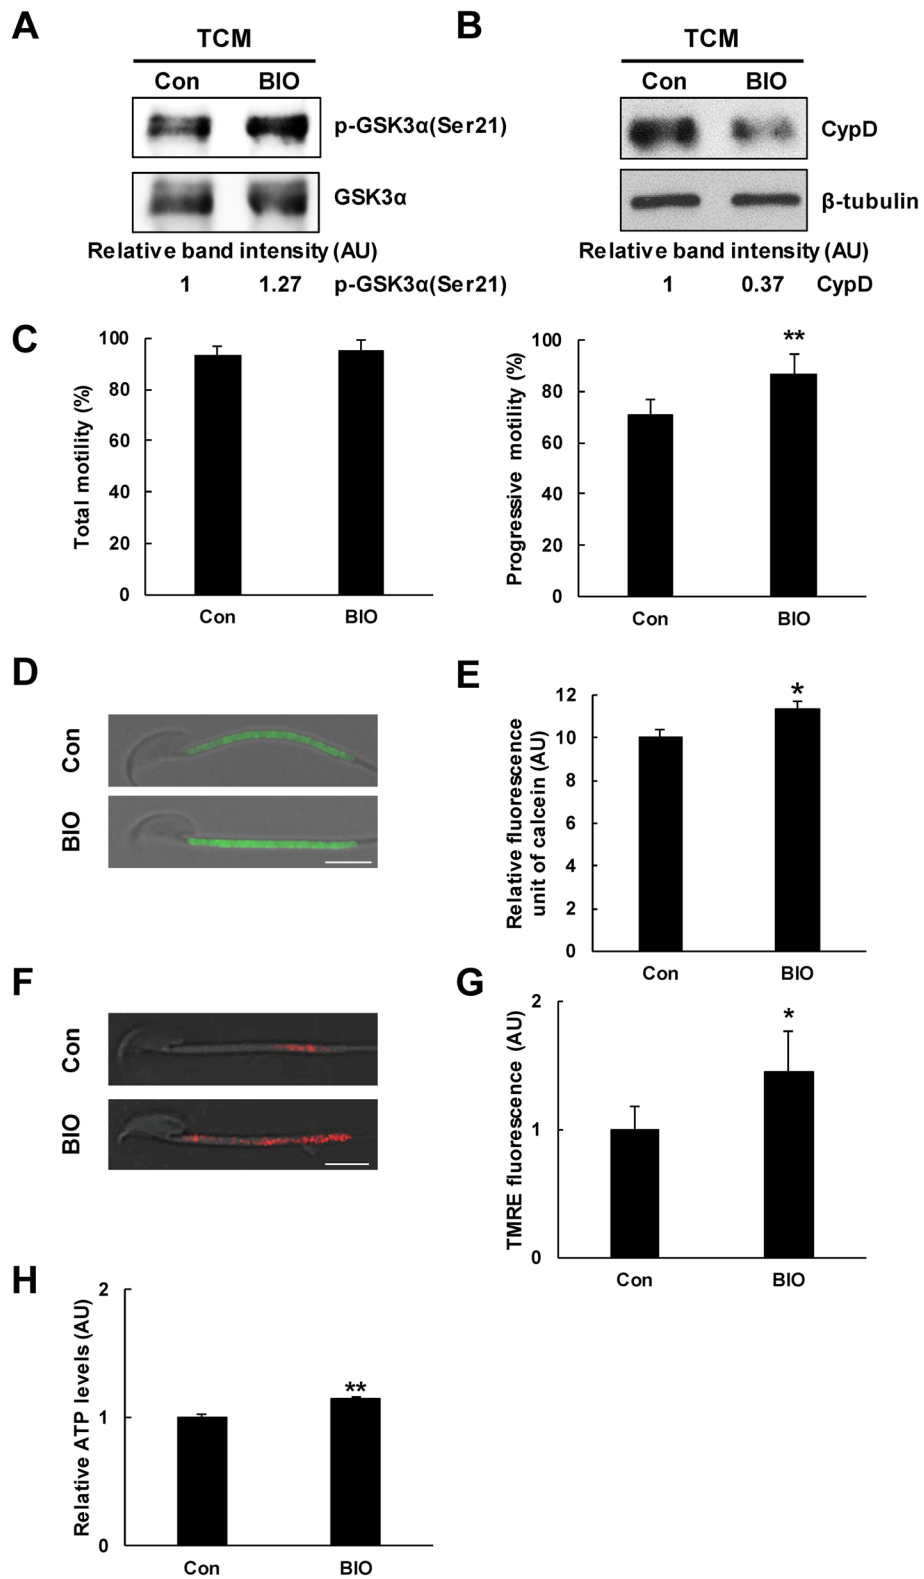 A
TCM
Con BIO
p-GSK3α(Ser21)
GSK3α
Relative band intensity (AU)
1 1.27 p-GSK3α(Ser21)
B
TCM
Con BIO
CypD
β-tubulin
Relative band intensity (AU)
1 0.37 CypD
C
Total motility (%)
100
80
60
40
20
0
Con BIO
Progressive motility (%)
100
80
60
40
20
0
**
Con BIO
D
Con
BIO
E
Relative fluorescence
unit of calcein (AU)
12
10
8
6
4
2
0
*
Con BIO
F
Con
BIO
G
TMRE fluorescence (AU)
2
1
0
*
Con BIO
H
Relative ATP levels (AU)
2
1
0
**
Con BIO